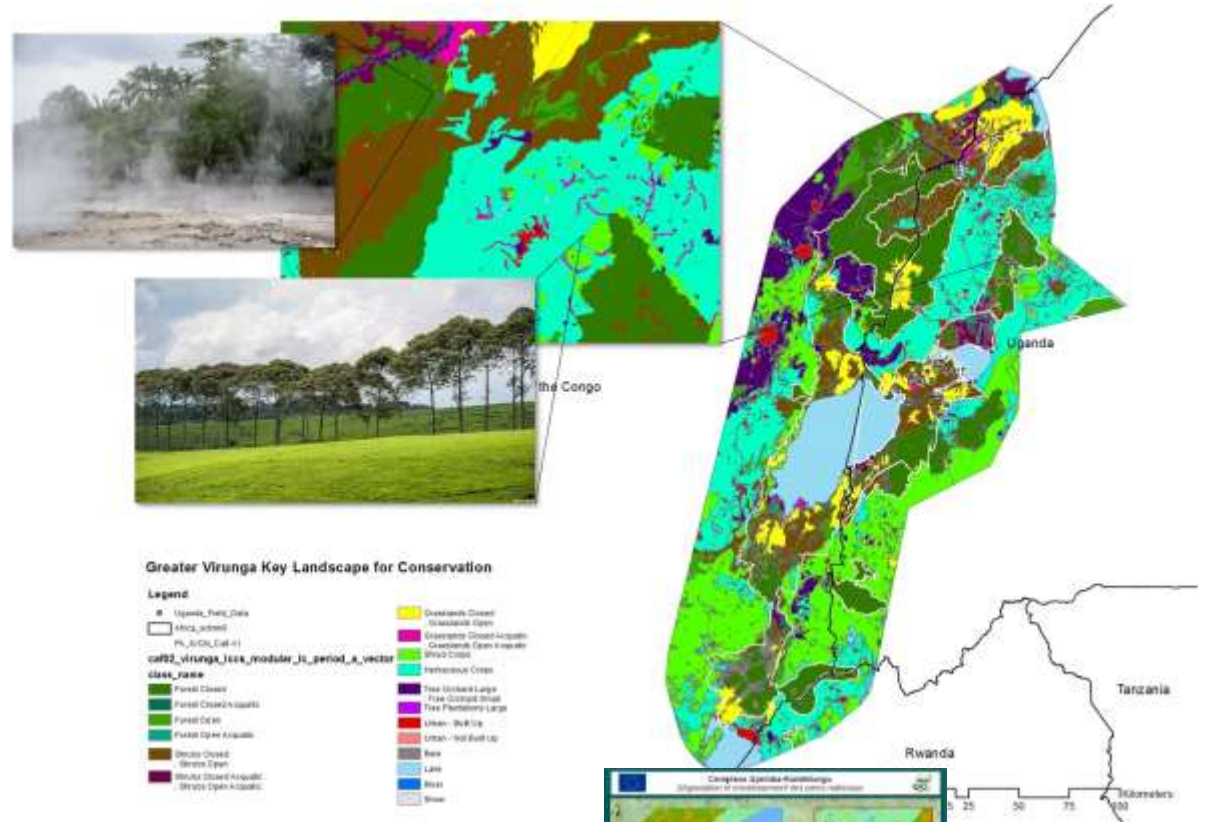 the Congo
Uganda
Greater Virunga Key Landscape for Conservation
Legend
Uganda_Field_Data
caf02_virunga_lccs_modular_lc_period_a_vector
class_name
Forest Closed
Forest Closed Aquatic
Forest Open
Forest Open Aquatic
Shrubs Closed
Shrubs Open
Shrubs Closed Aquatic
Shrubs Open Aquatic
Grasslands Closed
Grasslands Open
Grasslands Closed Aquatic
Grasslands Open Aquatic
Shrub Crops
Herbaceous Crops
Tree Orchard Large
Tree Orchard Small
Tree Plantations Large
Urban - Built Up
Urban - Not Built Up
Bare
Lake
River
Snow
Tanzania
Rwanda
Complexe Upemba-Kundelungu
25 50 75 100
Kilometers